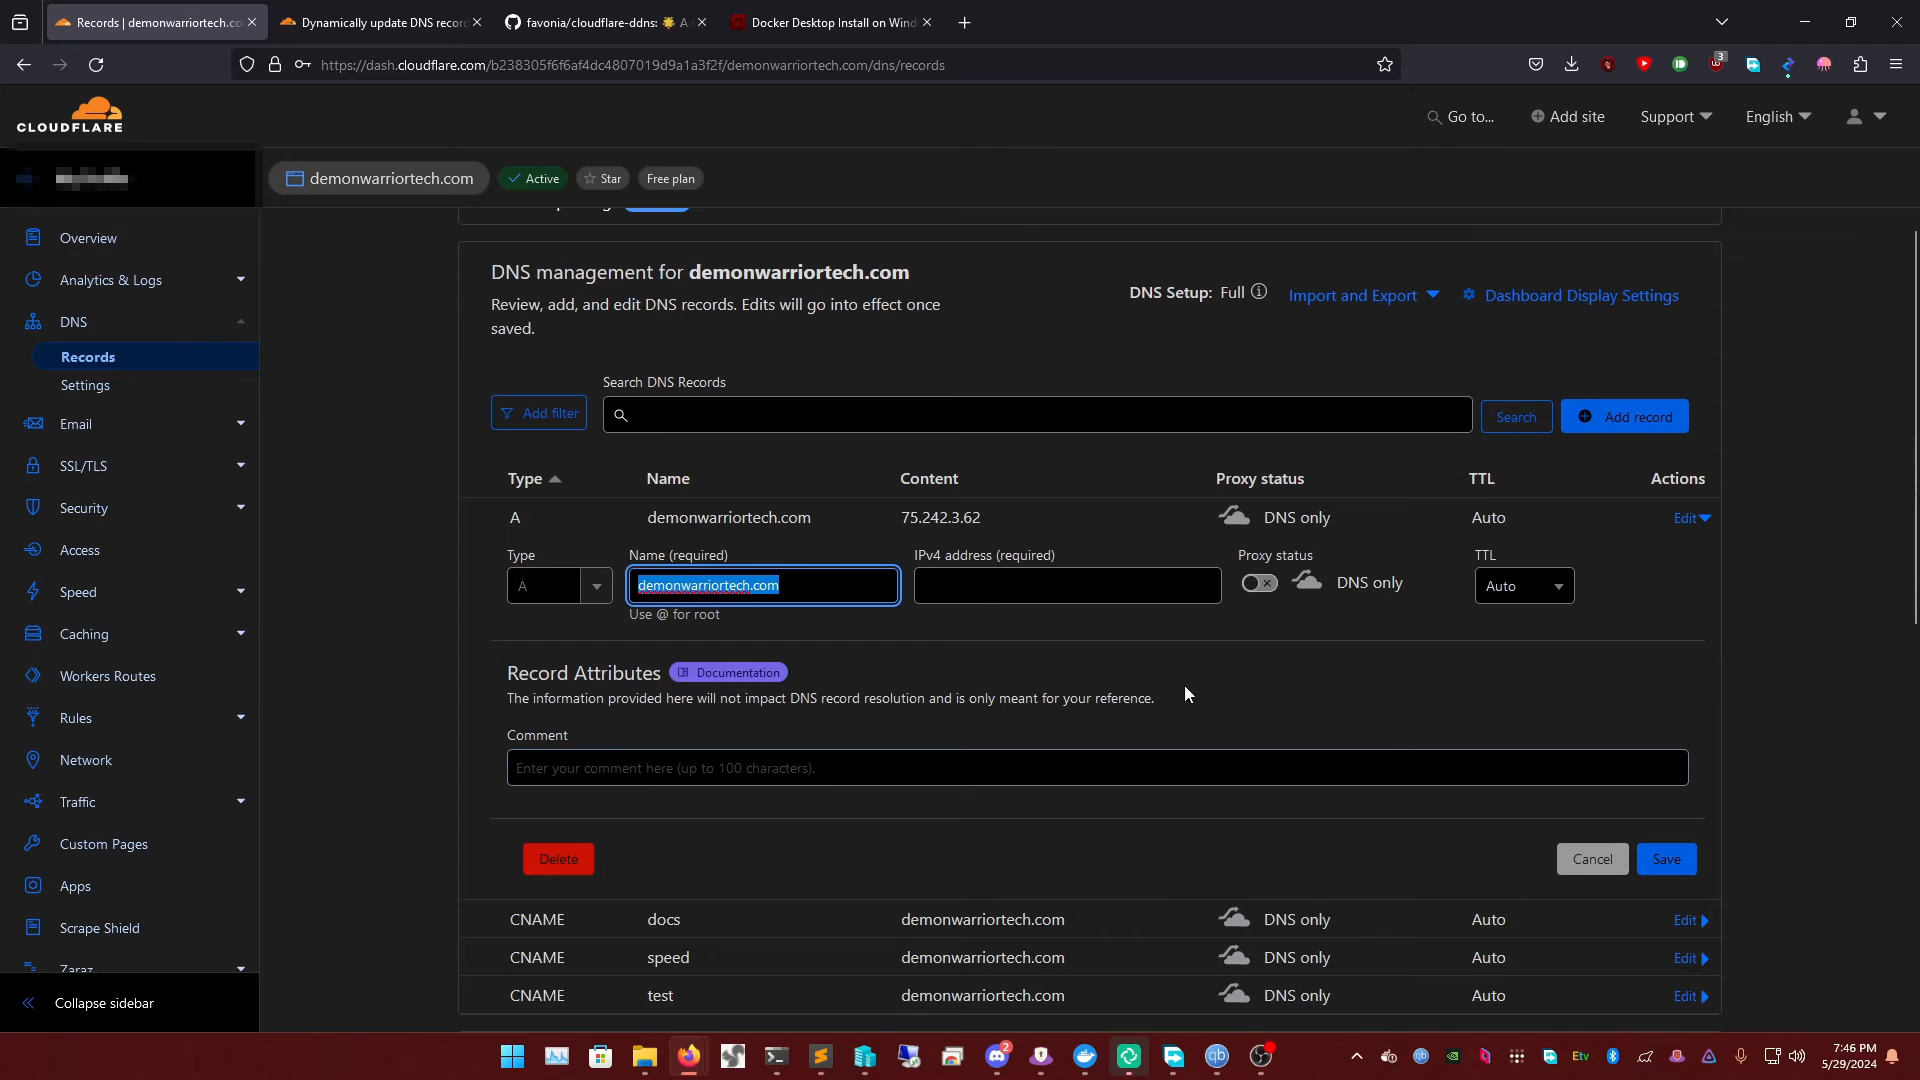 Records | demonwarriortech.co
Dynamically update DNS record
favonia/cloudflare-ddns: 🌟 A
Docker Desktop Install on Wind
https://dash.cloudflare.com/b238305f6f6af4dc4807019d9a1a3f2f/demonwarriortech.com/dns/records
3
CLOUDFLARE
Go to...
Add site
Support
English
demonwarriortech.com
Active
Star
Free plan
Overview
Analytics & Logs
DNS
Records
Settings
Email
SSL/TLS
Security
Access
Speed
Caching
Workers Routes
Rules
Network
Traffic
Custom Pages
Apps
Scrape Shield
Zaraz
Collapse sidebar
DNS management for demonwarriortech.com
Review, add, and edit DNS records. Edits will go into effect once
saved.
DNS Setup: Full
Import and Export
Dashboard Display Settings
Search DNS Records
Add filter
Search
Add record
Type Name Content Proxy status TTL Actions
A demonwarriortech.com 75.242.3.62 DNS only Auto Edit
Type Name (required) IPv4 address (required) Proxy status TTL
A demonwarriortech.com DNS only Auto
Use @ for root
Record Attributes Documentation
The information provided here will not impact DNS record resolution and is only meant for your reference.
Comment
Enter your comment here (up to 100 characters).
Delete
Cancel
Save
CNAME docs demonwarriortech.com DNS only Auto Edit
CNAME speed demonwarriortech.com DNS only Auto Edit
CNAME test demonwarriortech.com DNS only Auto Edit
2
qb
qb
Etv
7:46 PM
5/29/2024